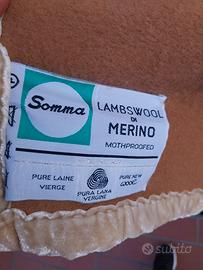 Somma
LAMBSWOOL
DI
MERINO
MOTHPROOFED
PURE LAINE
VIERGE
PURA LANA
VERGINE
PURE NEW
WOOL
subito